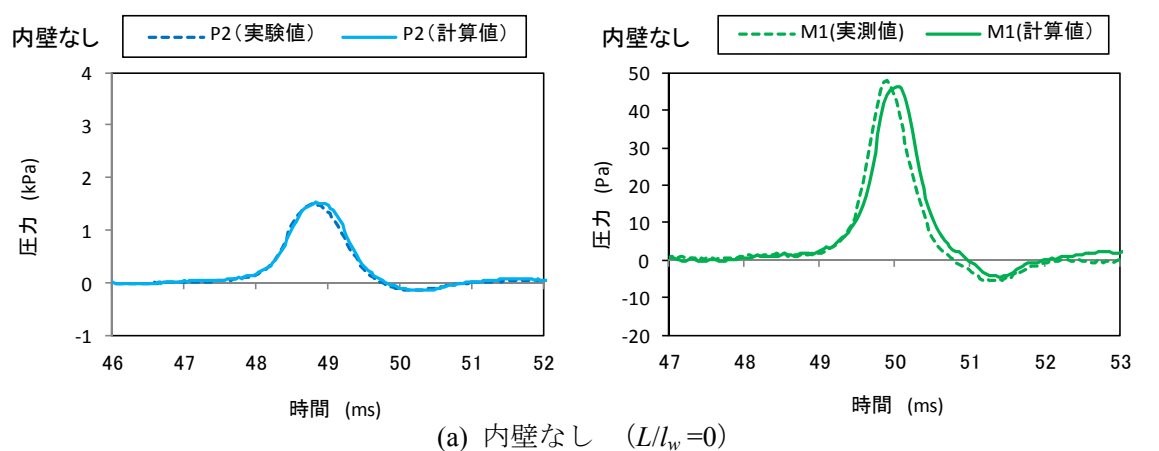 内壁なし
P2（実験値）
P2（計算値）
4
3
2
1
0
-1
圧力 (kPa)
46
47
48
49
50
51
52
時間 (ms)
内壁なし
M1(実測値)
M1(計算値）
50
40
30
20
10
0
-10
-20
圧力 (Pa)
47
48
49
50
51
52
53
時間 (ms)
(a) 内壁なし （L/lw =0）